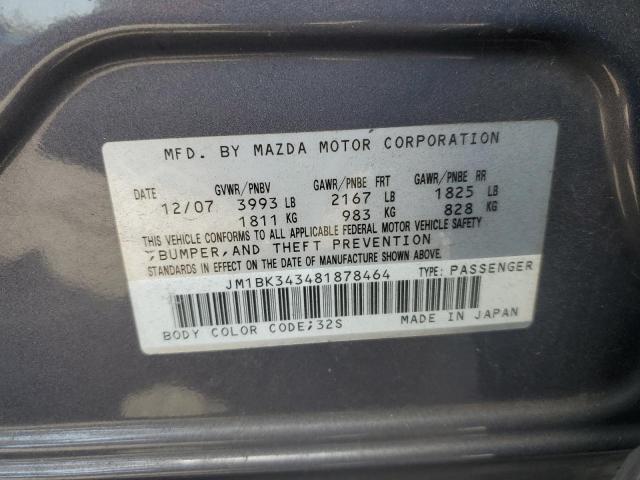 MFD. BY MAZDA MOTOR CORPORATION
DATE GVWR/PNBV GAWR/PNBE FRT GAWR/PNBE RR
12/07 3993 LB 2167 LB 1825 LB
1811 KG 983 KG 828 KG
THIS VEHICLE CONFORMS TO ALL APPLICABLE FEDERAL MOTOR VEHICLE SAFETY
,BUMPER,AND THEFT PREVENTION
STANDARDS IN EFFECT ON THE DATE OF MANUFACTURE SHOWN ABOVE.
JM1BK343481878464 TYPE: PASSENGER
BODY COLOR CODE;32S MADE IN JAPAN